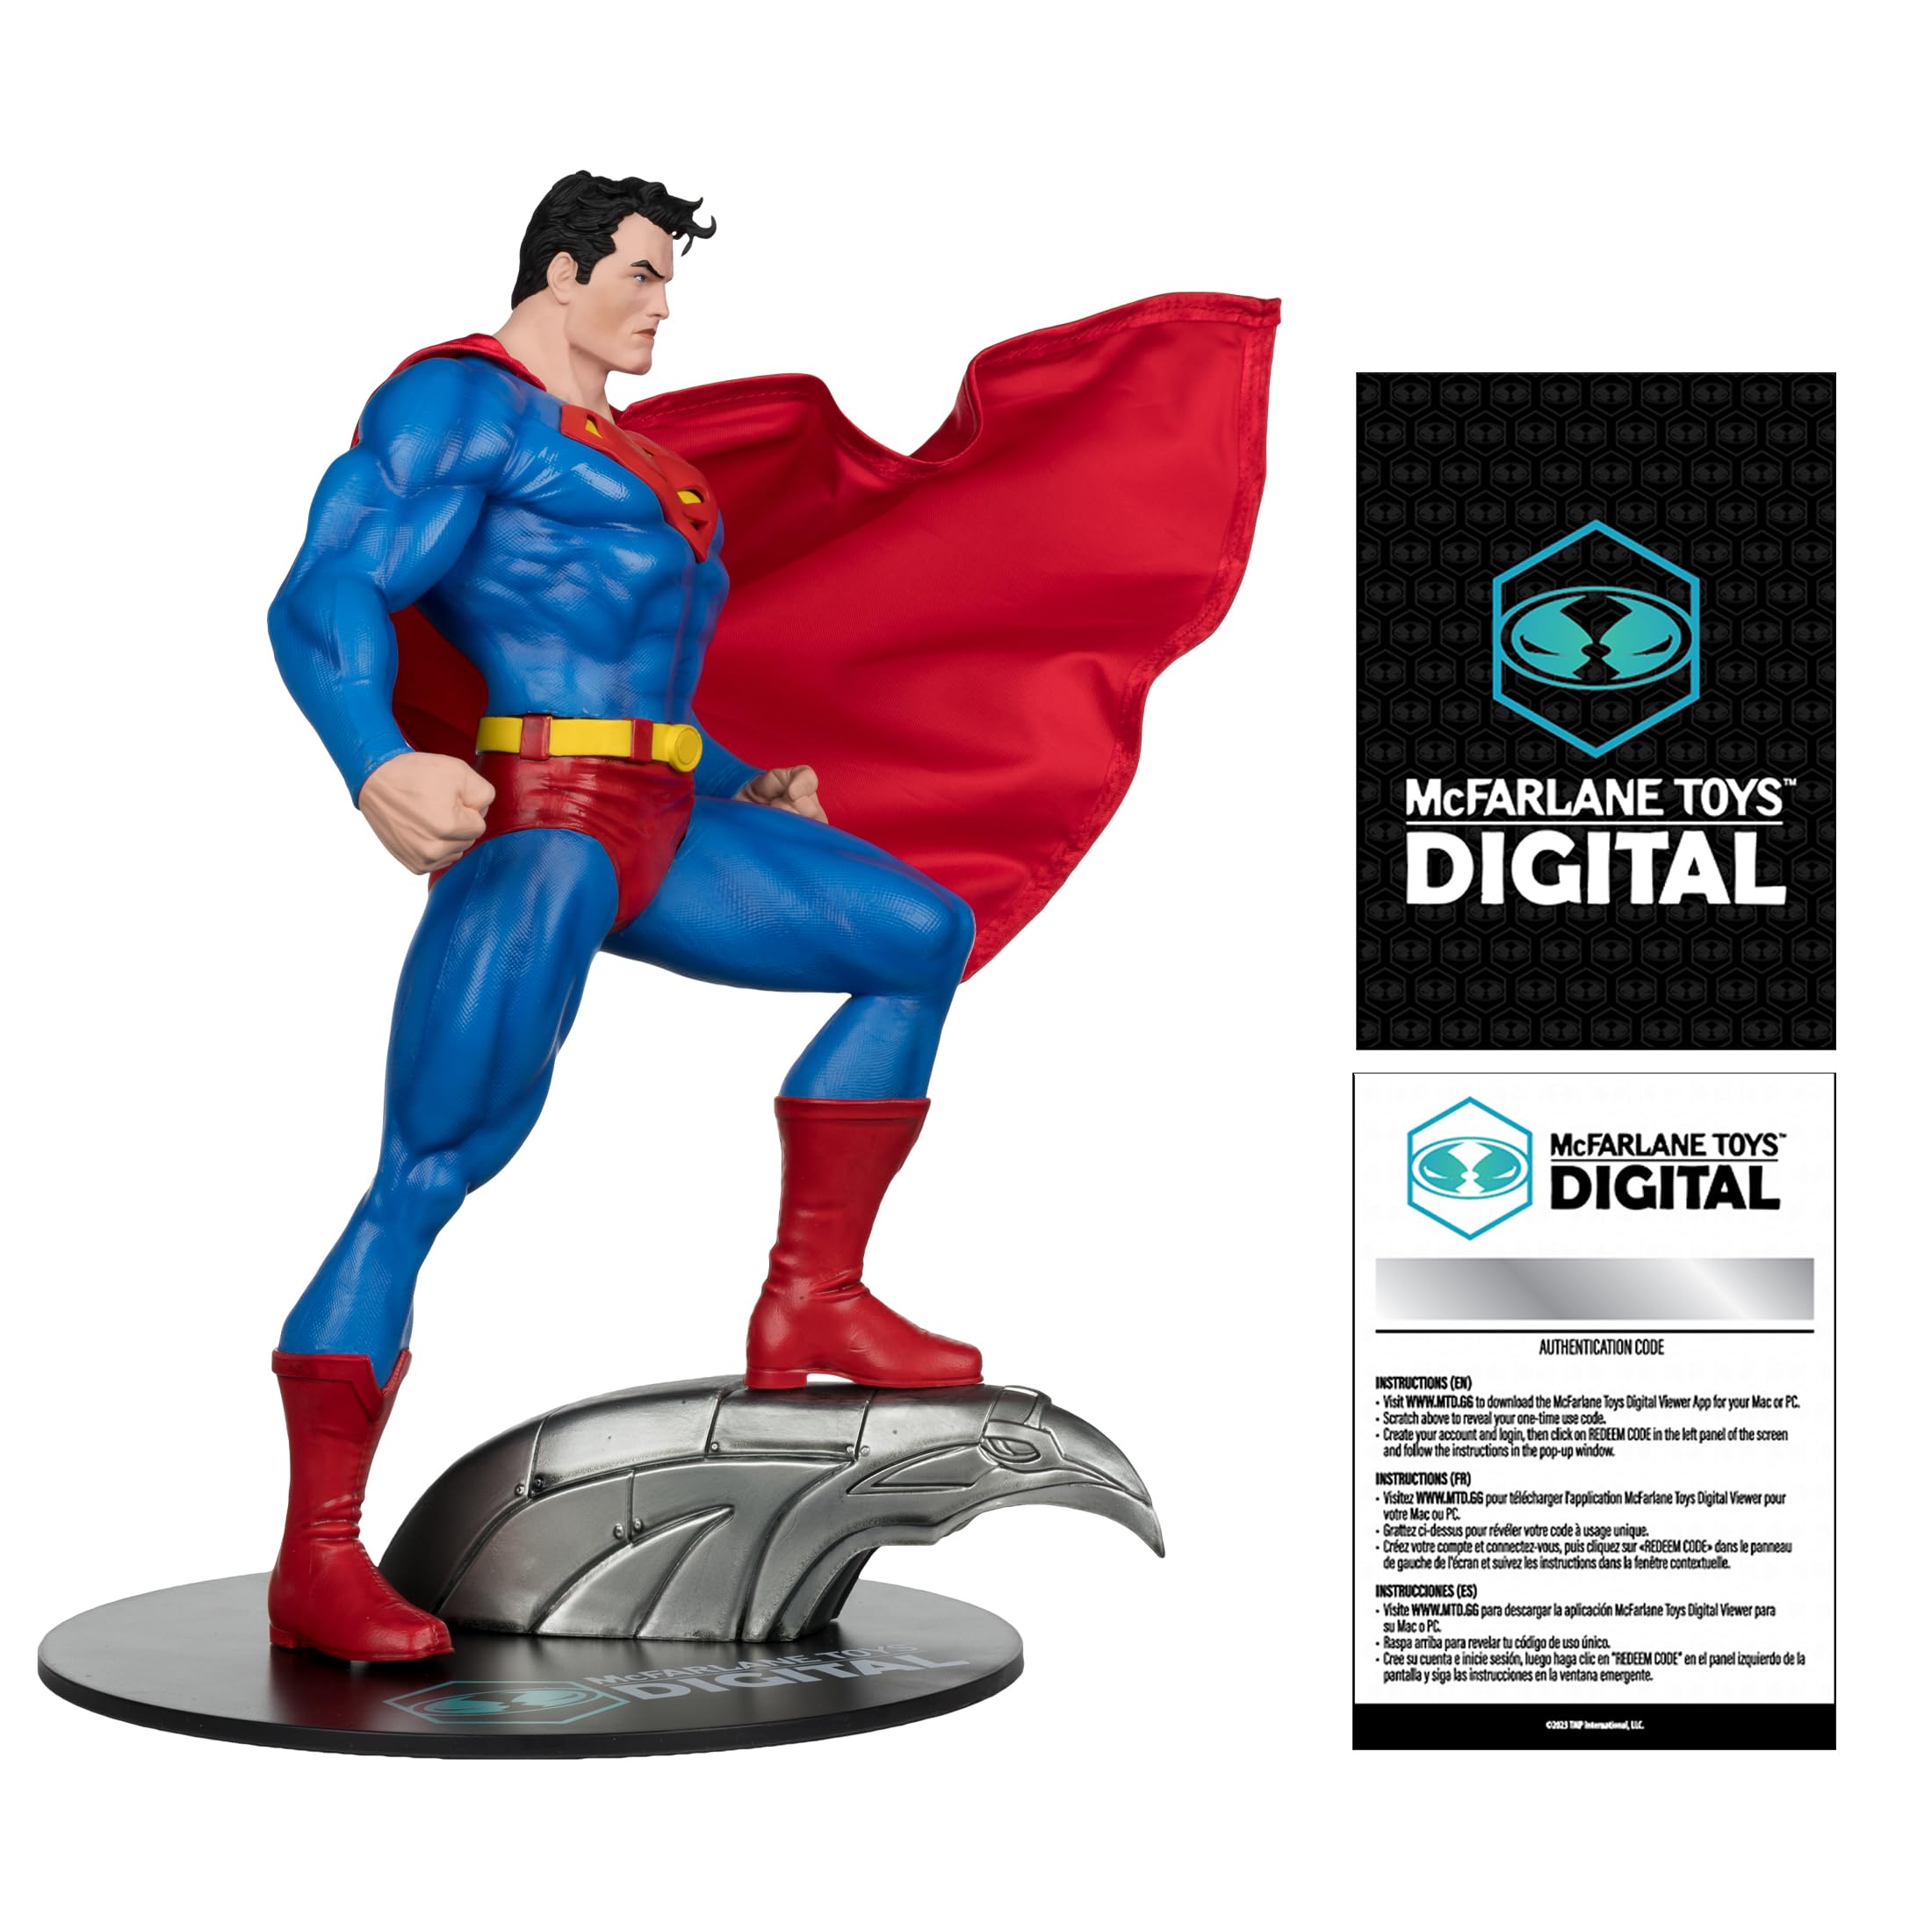 McFARLANE TOYS™
DIGITAL
McFARLANE TOYS™
DIGITAL
AUTHENTICATION CODE
INSTRUCTIONS (EN)
• Visit WWW.MTD.GG to download the McFarlane Toys Digital Viewer App for your Mac or PC.
• Scratch above to reveal your one-time use code.
• Create your account and login, then click on REDEEM CODE in the left panel of the screen
and follow the instructions in the pop-up window.
INSTRUCTIONS (FR)
• Visitez WWW.MTD.GG pour télécharger l'application McFarlane Toys Digital Viewer pour
votre Mac ou PC.
• Grattez ci-dessus pour révéler votre code à usage unique.
• Créez votre compte et connectez-vous, puis cliquez sur «REDEEM CODE» dans le panneau
de gauche de l'écran et suivez les instructions dans la fenêtre contextuelle.
INSTRUCCIONES (ES)
• Visite WWW.MTD.GG para descargar la aplicación McFarlane Toys Digital Viewer para
su Mac o PC.
• Raspa arriba para revelar tu código de uso único.
• Cree su cuenta e inicie sesión, luego haga clic en "REDEEM CODE" en el panel izquierdo de la
pantalla y siga las instrucciones en la ventana emergente.
©2023 TMP International, LLC.
McFARLANE TOYS
DIGITAL